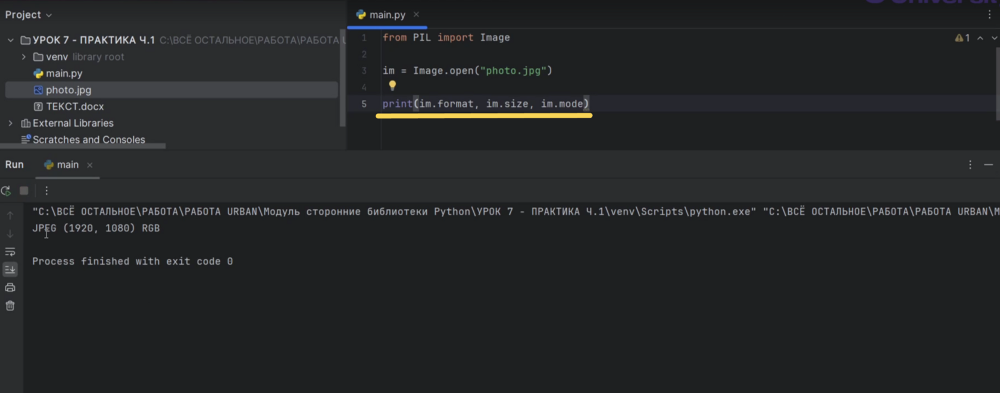 Project
УРОК 7 - ПРАКТИКА Ч.1 C:\ВСЁ ОСТАЛЬНОЕ\РАБОТА\РАБОТА
venv library root
main.py
photo.jpg
ТЕКСТ.docx
External Libraries
Scratches and Consoles
main.py
1 from PIL import Image
1
2
3 im = Image.open("photo.jpg")
4
5 print(im.format, im.size, im.mode)
Run main
"C:\ВСЁ ОСТАЛЬНОЕ\РАБОТА\РАБОТА URBAN\Модуль сторонние библиотеки Python\УРОК 7 - ПРАКТИКА Ч.1\venv\Scripts\python.exe" "C:\ВСЁ ОСТАЛЬНОЕ\РАБОТА\РАБОТА URBAN\М
JPEG (1920, 1080) RGB
Process finished with exit code 0